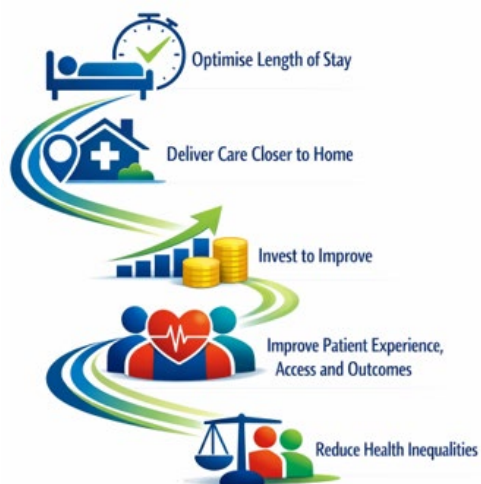 Optimise Length of Stay
Deliver Care Closer to Home
Invest to Improve
Improve Patient Experience,
Access and Outcomes
Reduce Health Inequalities